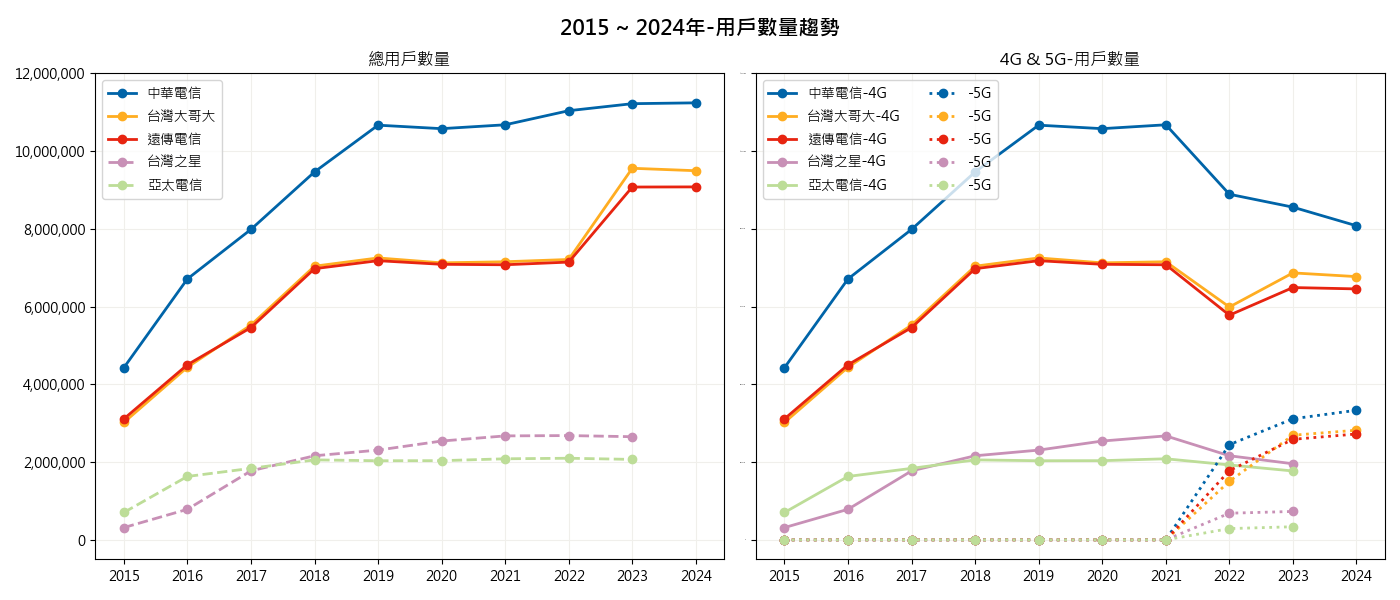 2015 ~ 2024年-用戶數量趨勢
總用戶數量
12,000,000
10,000,000
8,000,000
6,000,000
4,000,000
2,000,000
0
中華電信
台灣大哥大
遠傳電信
台灣之星
亞太電信
2015 2016 2017 2018 2019 2020 2021 2022 2023 2024
4G & 5G-用戶數量
中華電信-4G -5G
台灣大哥大-4G -5G
遠傳電信-4G -5G
台灣之星-4G -5G
亞太電信-4G -5G
2015 2016 2017 2018 2019 2020 2021 2022 2023 2024